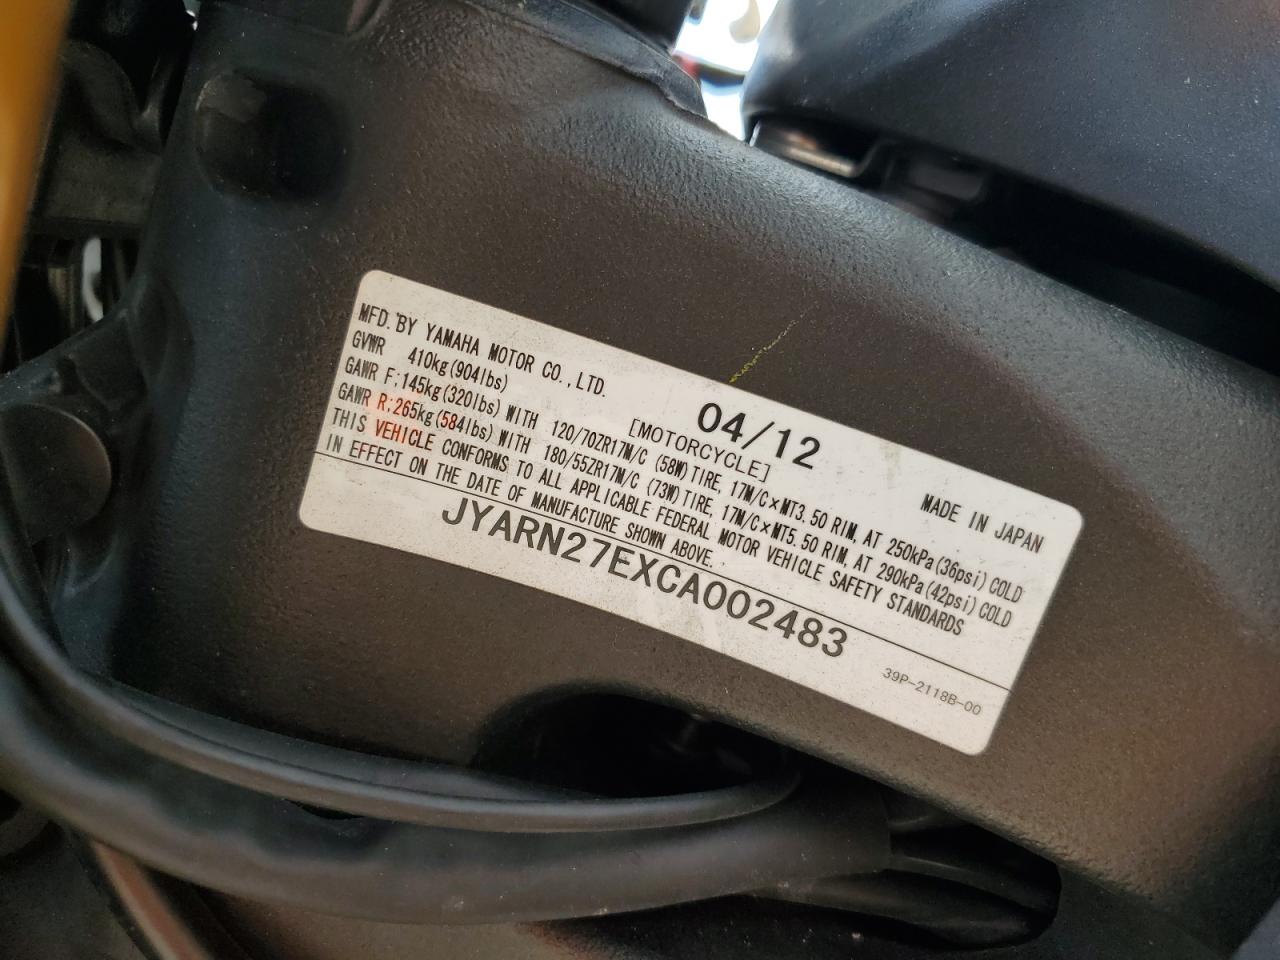 MFD. BY YAMAHA MOTOR CO.,LTD.
04/12
MADE IN JAPAN
GVWR 410kg(904lbs)
[MOTORCYCLE]
GAWR F:145kg(320lbs)WITH 120/70ZR17M/C (58W)TIRE, 17M/C×MT3.50 RIM, AT 250kPa(36psi)COLD
GAWR R:265kg(584lbs)WITH 180/55ZR17M/C (73W)TIRE, 17M/C×MT5.50 RIM, AT 290kPa(42psi)COLD
THIS VEHICLE CONFORMS TO ALL APPLICABLE FEDERAL MOTOR VEHICLE SAFETY STANDARDS
IN EFFECT ON THE DATE OF MANUFACTURE SHOWN ABOVE.
JYARN27EXCA002483
39P-2118B-00